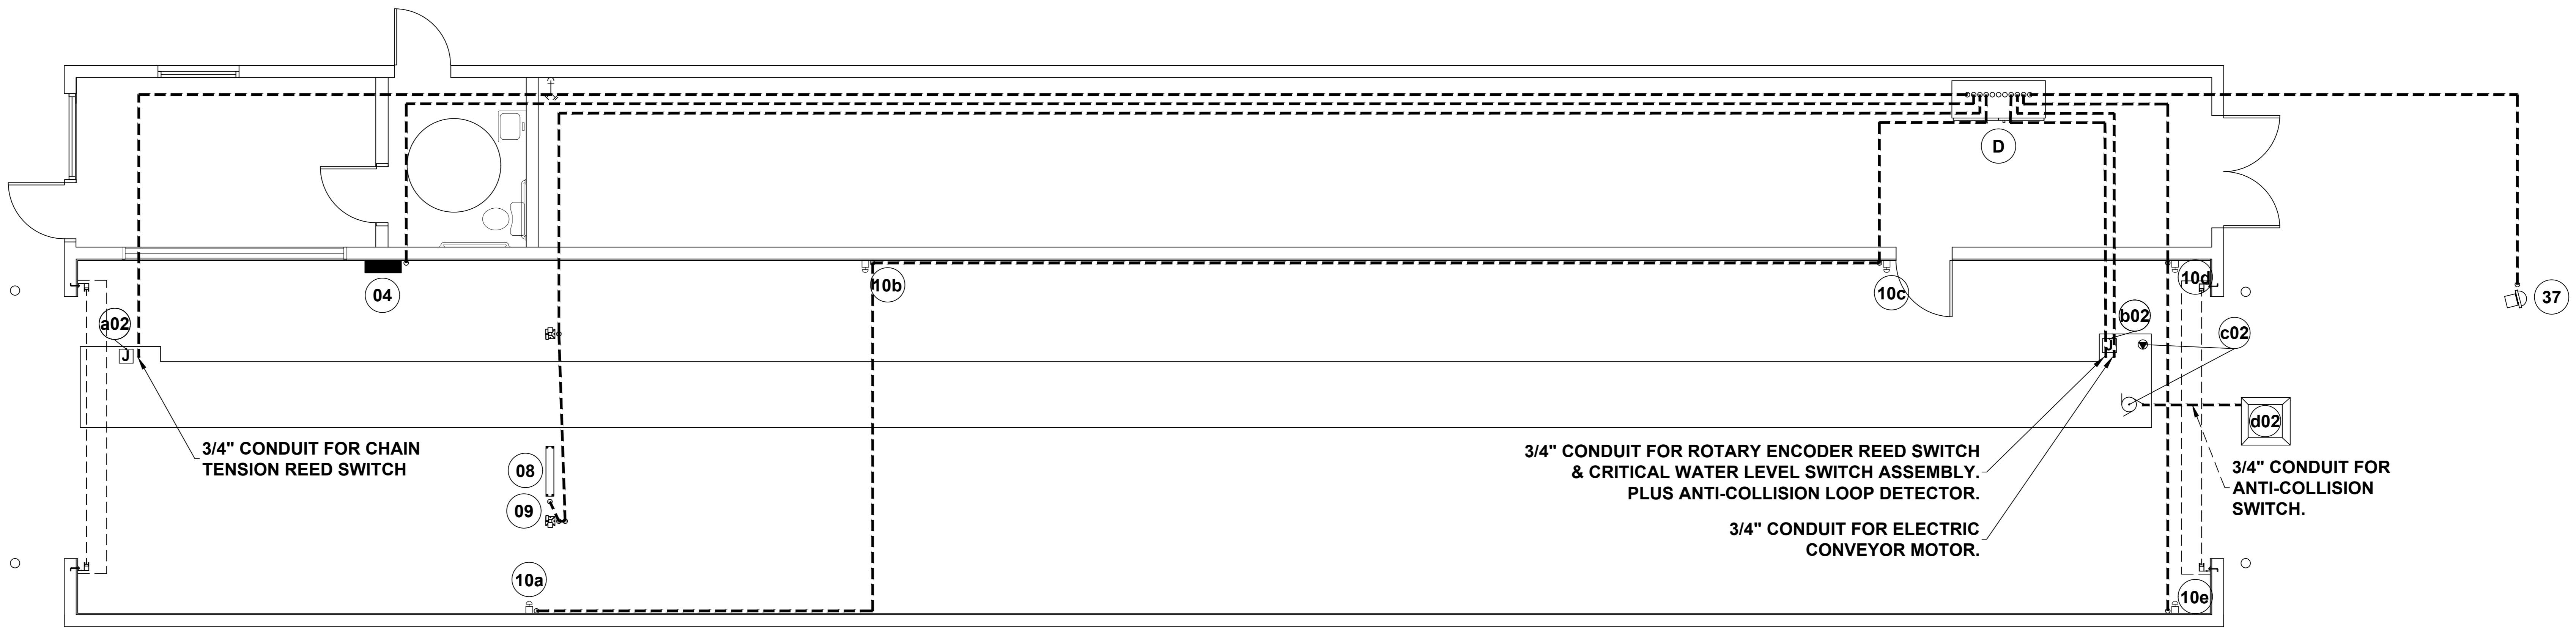 D
04
10b
10c
10d
37
a02
b02
c02
J
J
d02
3/4" CONDUIT FOR CHAIN
TENSION REED SWITCH
08
09
3/4" CONDUIT FOR ROTARY ENCODER REED SWITCH
& CRITICAL WATER LEVEL SWITCH ASSEMBLY.
PLUS ANTI-COLLISION LOOP DETECTOR.
3/4" CONDUIT FOR
ANTI-COLLISION
SWITCH.
3/4" CONDUIT FOR ELECTRIC
CONVEYOR MOTOR.
10a
10e